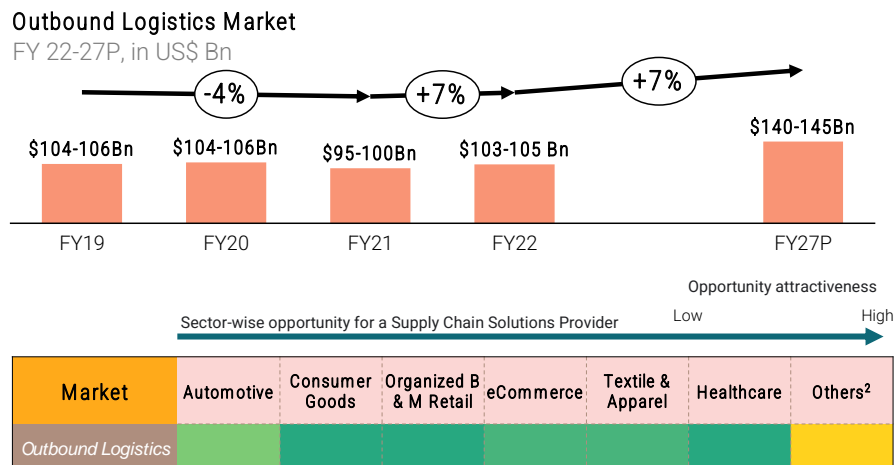 Outbound Logistics Market
FY 22-27P, in US$ Bn
-4%
+7%
+7%
$104-106Bn
$104-106Bn
$95-100Bn
$103-105 Bn
$140-145Bn
FY19
FY20
FY21
FY22
FY27P
Opportunity attractiveness
Sector-wise opportunity for a Supply Chain Solutions Provider
Low
High
Market
Automotive
Consumer
Goods
Organized B
& M Retail
eCommerce
Textile &
Apparel
Healthcare
Others²
Outbound Logistics